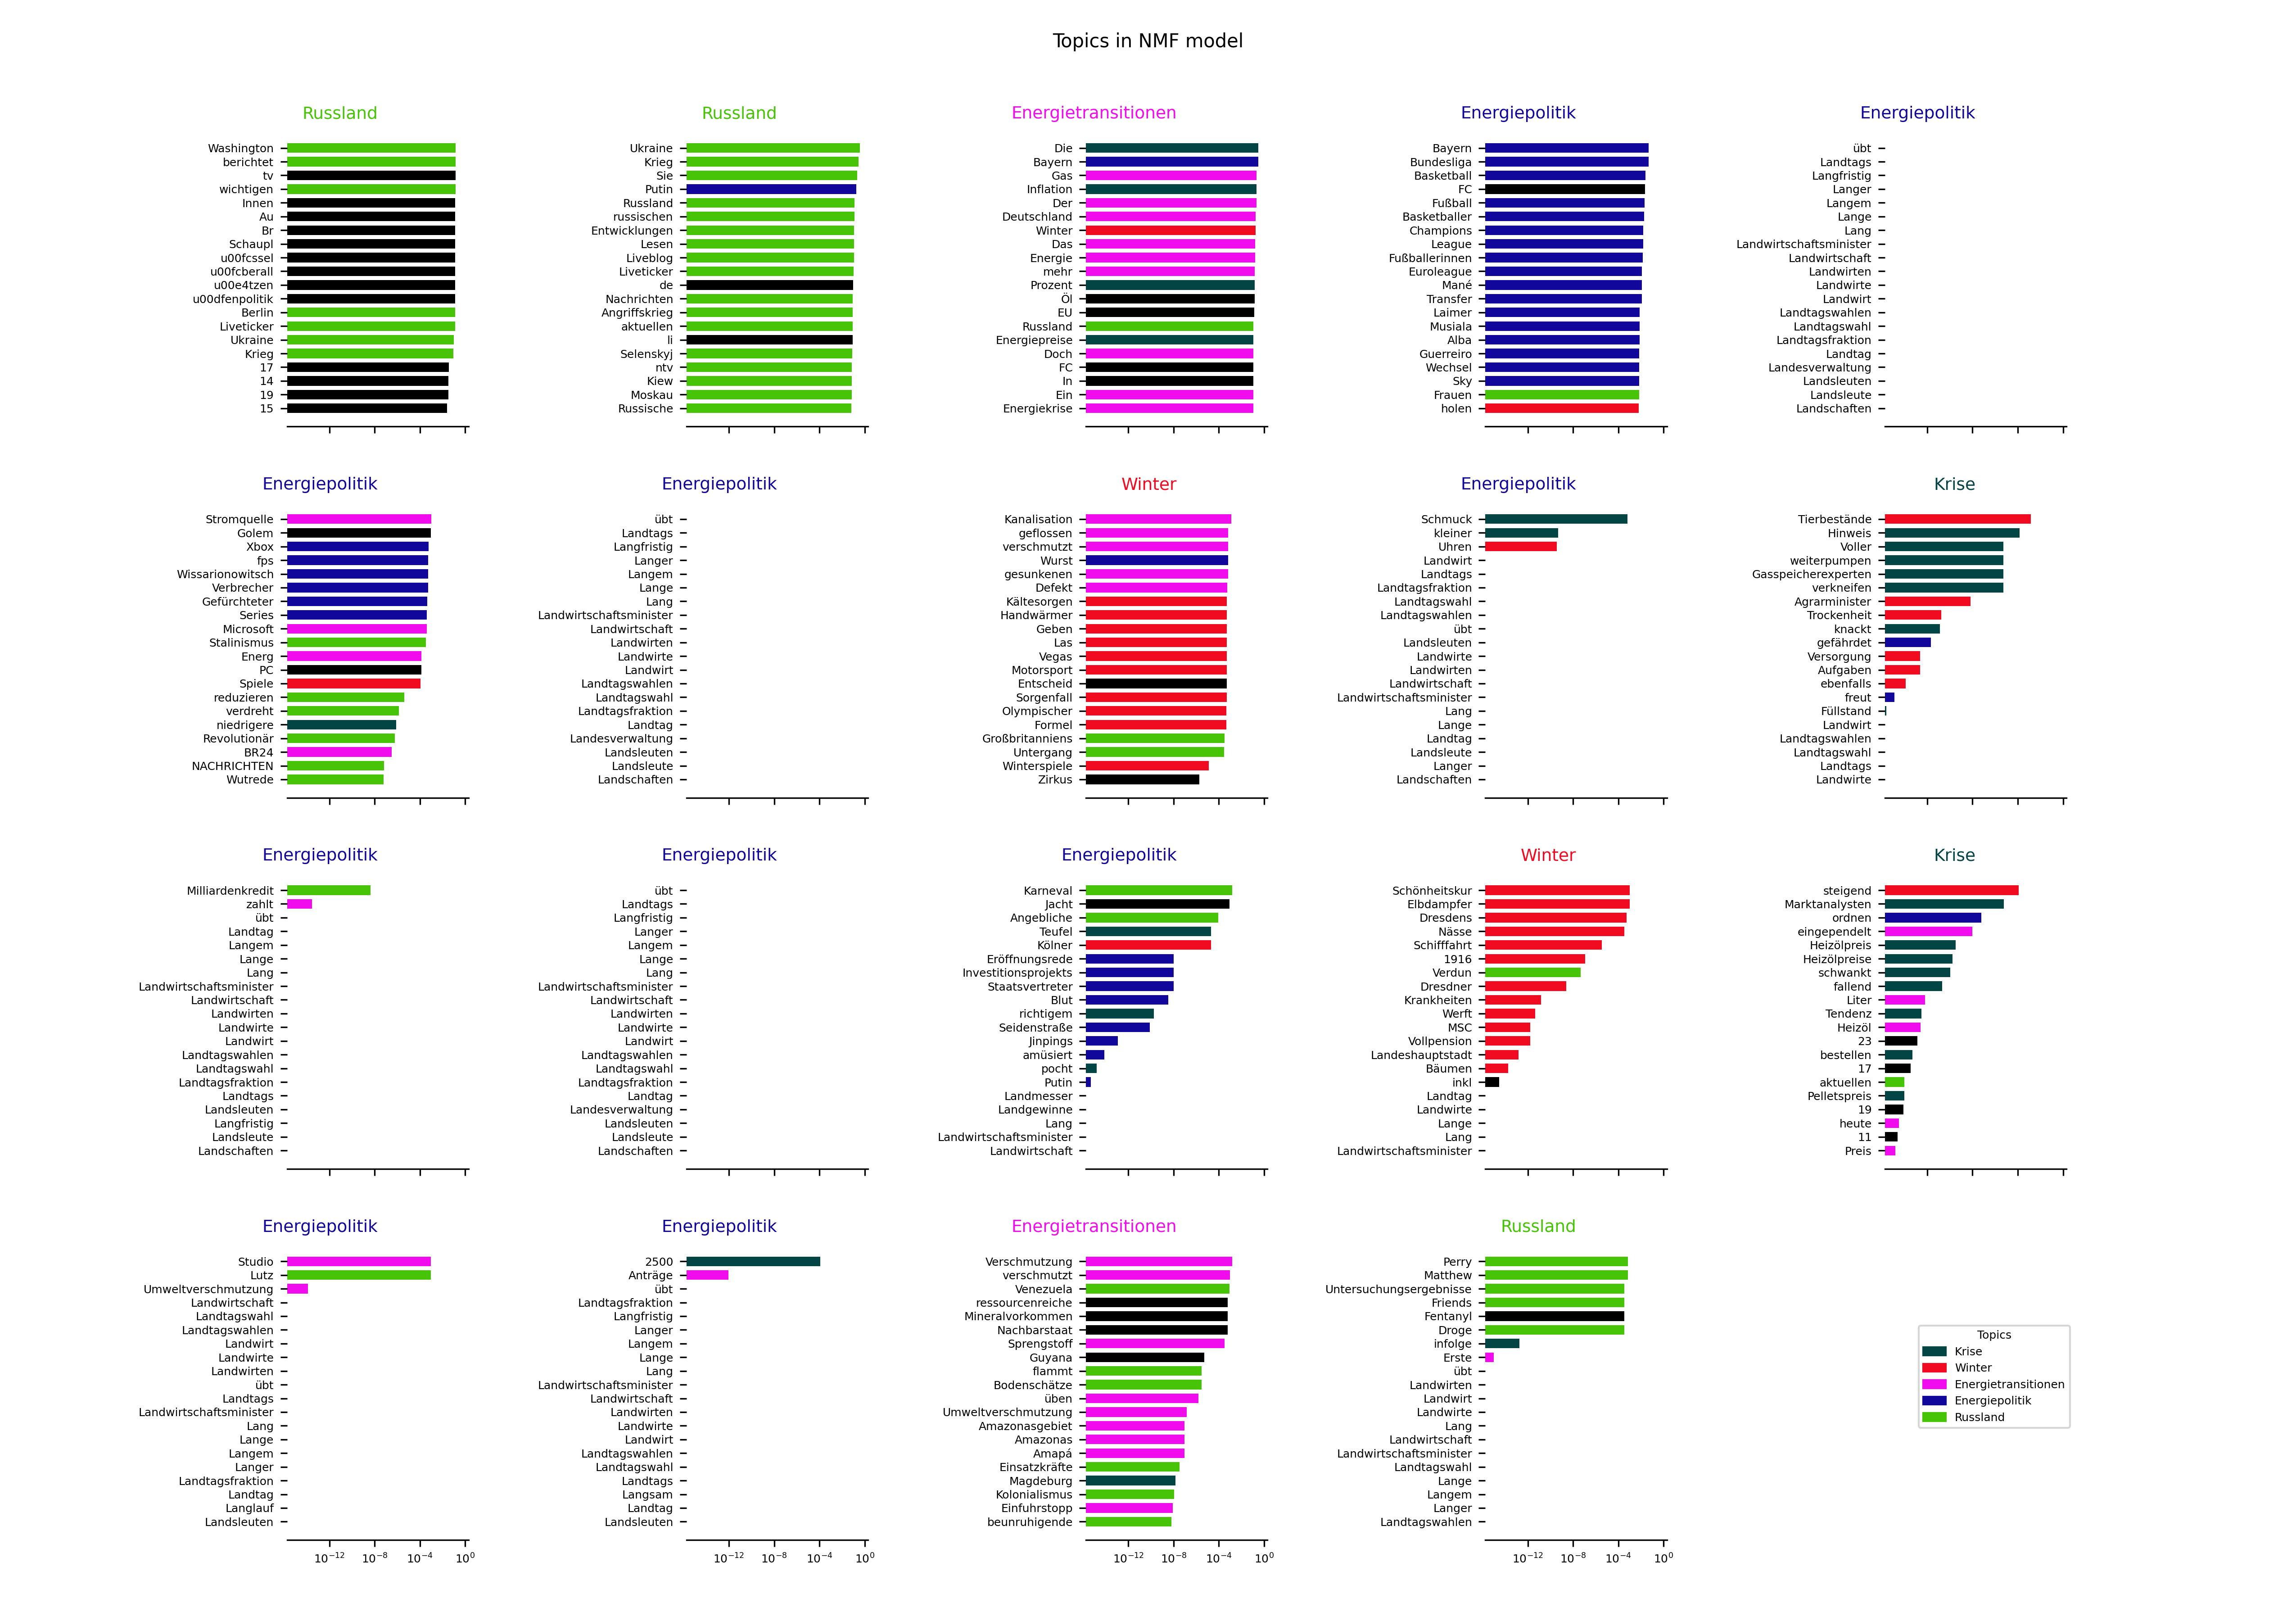 Topics in NMF model
Russland
Washington
berichtet
tv
wichtigen
Innen
Au
Br
Schaupl
u00fcssel
u00fcberall
u00e4tzen
u00dfenpolitik
Berlin
Liveticker
Ukraine
Krieg
17
14
19
15
Russland
Ukraine
Krieg
Sie
Putin
Russland
russischen
Entwicklungen
Lesen
Liveblog
Liveticker
de
Nachrichten
Angriffskrieg
aktuellen
li
Selenskyj
ntv
Kiew
Moskau
Russische
Energietransitionen
Die
Bayern
Gas
Inflation
Der
Deutschland
Winter
Das
Energie
mehr
Prozent
Öl
EU
Russland
Energiepreise
Doch
FC
In
Ein
Energiekrise
Energiepolitik
Bayern
Bundesliga
Basketball
FC
Fußball
Basketballer
Champions
League
Fußballerinnen
Euroleague
Mané
Transfer
Laimer
Musiala
Alba
Guerreiro
Wechsel
Sky
Frauen
holen
Energiepolitik
übt
Landtags
Langfristig
Langer
Langem
Lange
Lang
Landwirtschaftsminister
Landwirtschaft
Landwirten
Landwirte
Landwirt
Landtagswahlen
Landtagswahl
Landtagsfraktion
Landtag
Landesverwaltung
Landsleuten
Landsleute
Landschaften
Energiepolitik
Stromquelle
Golem
Xbox
fps
Wissarionowitsch
Verbrecher
Gefürchteter
Series
Microsoft
Stalinismus
Energ
PC
Spiele
reduzieren
verdreht
niedrigere
Revolutionär
BR24
NACHRICHTEN
Wutrede
Energiepolitik
übt
Landtags
Langfristig
Langer
Langem
Lange
Lang
Landwirtschaftsminister
Landwirtschaft
Landwirten
Landwirte
Landwirt
Landtagswahlen
Landtagswahl
Landtagsfraktion
Landtag
Landesverwaltung
Landsleuten
Landsleute
Landschaften
Winter
Kanalisation
geflossen
verschmutzt
Wurst
gesunkenen
Defekt
Kältesorgen
Handwärmer
Geben
Las
Vegas
Motorsport
Entscheid
Sorgenfall
Olympischer
Formel
Großbritanniens
Untergang
Winterspiele
Zirkus
Energiepolitik
Schmuck
kleiner
Uhren
Landwirt
Landtags
Landtagsfraktion
Landtagswahl
Landtagswahlen
übt
Landsleuten
Landwirte
Landwirten
Landwirtschaft
Landwirtschaftsminister
Lang
Lange
Landtag
Landsleute
Langer
Landschaften
Krise
Tierbestände
Hinweis
Voller
weiterpumpen
Gasspeicherexperten
verkneifen
Agrarminister
Trockenheit
knackt
gefährdet
Versorgung
Aufgaben
ebenfalls
freut
Füllstand
Landwirt
Landtagswahlen
Landtagswahl
Landtags
Landwirte
Energiepolitik
Milliardenkredit
zahlt
übt
Landtag
Langem
Lange
Lang
Landwirtschaftsminister
Landwirtschaft
Landwirten
Landwirte
Landwirt
Landtagswahlen
Landtagswahl
Landtagsfraktion
Landtags
Landsleuten
Langfristig
Landsleute
Landschaften
Energiepolitik
übt
Landtags
Langfristig
Langer
Langem
Lange
Lang
Landwirtschaftsminister
Landwirtschaft
Landwirten
Landwirte
Landwirt
Landtagswahlen
Landtagswahl
Landtagsfraktion
Landtag
Landesverwaltung
Landsleuten
Landsleute
Landschaften
Energiepolitik
Karneval
Jacht
Angebliche
Teufel
Kölner
Eröffnungsrede
Investitionsprojekts
Staatsvertreter
Blut
richtigem
Seidenstraße
Jinpings
amüsiert
pocht
Putin
Landmesser
Landgewinne
Lang
Landwirtschaftsminister
Landwirtschaft
Winter
Schönheitskur
Elbdampfer
Dresdens
Nässe
Schifffahrt
1916
Verdun
Dresdner
Krankheiten
Werft
MSC
Vollpension
Landeshauptstadt
Bäumen
inkl
Landtag
Landwirte
Lange
Lang
Landwirtschaftsminister
Krise
steigend
Marktanalysten
ordnen
eingependelt
Heizölpreis
Heizölpreise
schwankt
fallend
Liter
Tendenz
Heizöl
23
bestellen
17
aktuellen
Pelletspreis
19
heute
11
Preis
Energiepolitik
Studio
Lutz
Umweltverschmutzung
Landwirtschaft
Landtagswahl
Landtagswahlen
Landwirt
Landwirte
Landwirten
übt
Landtags
Landwirtschaftsminister
Lang
Lange
Langem
Langer
Landtagsfraktion
Landtag
Langlauf
Landsleuten
10⁻¹² 10⁻⁸ 10⁻⁴ 10⁰
Energiepolitik
2500
Anträge
übt
Landtagsfraktion
Langfristig
Langer
Langem
Lange
Lang
Landwirtschaftsminister
Landwirtschaft
Landwirten
Landwirte
Landwirt
Landtagswahlen
Landtagswahl
Landtags
Langsam
Landtag
Landsleuten
10⁻¹² 10⁻⁸ 10⁻⁴ 10⁰
Energietransitionen
Verschmutzung
verschmutzt
Venezuela
ressourcenreiche
Mineralvorkommen
Nachbarstaat
Sprengstoff
Guyana
flammt
Bodenschätze
üben
Umweltverschmutzung
Amazonasgebiet
Amazonas
Amapá
Einsatzkräfte
Magdeburg
Kolonialismus
Einfuhrstopp
beunruhigende
10⁻¹² 10⁻⁸ 10⁻⁴ 10⁰
Russland
Perry
Matthew
Untersuchungsergebnisse
Friends
Fentanyl
Droge
infolge
Erste
übt
Landwirten
Landwirt
Landwirte
Lang
Landwirtschaft
Landwirtschaftsminister
Landtagswahl
Lange
Langem
Langer
Landtagswahlen
10⁻¹² 10⁻⁸ 10⁻⁴ 10⁰
Topics
Krise
Winter
Energietransitionen
Energiepolitik
Russland